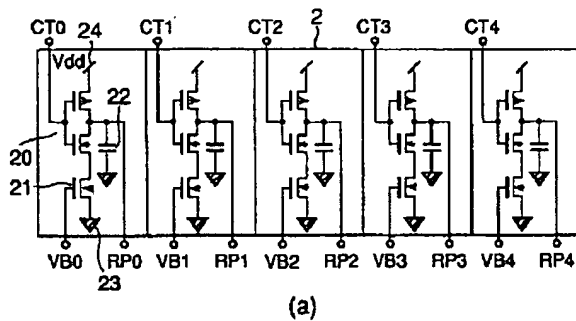 CT0 CT1 CT2 2 CT3 CT4
24
Vdd
22
20
21
VB0 RP0 VB1 RP1 VB2 RP2 VB3 RP3 VB4 RP4
23
(a)